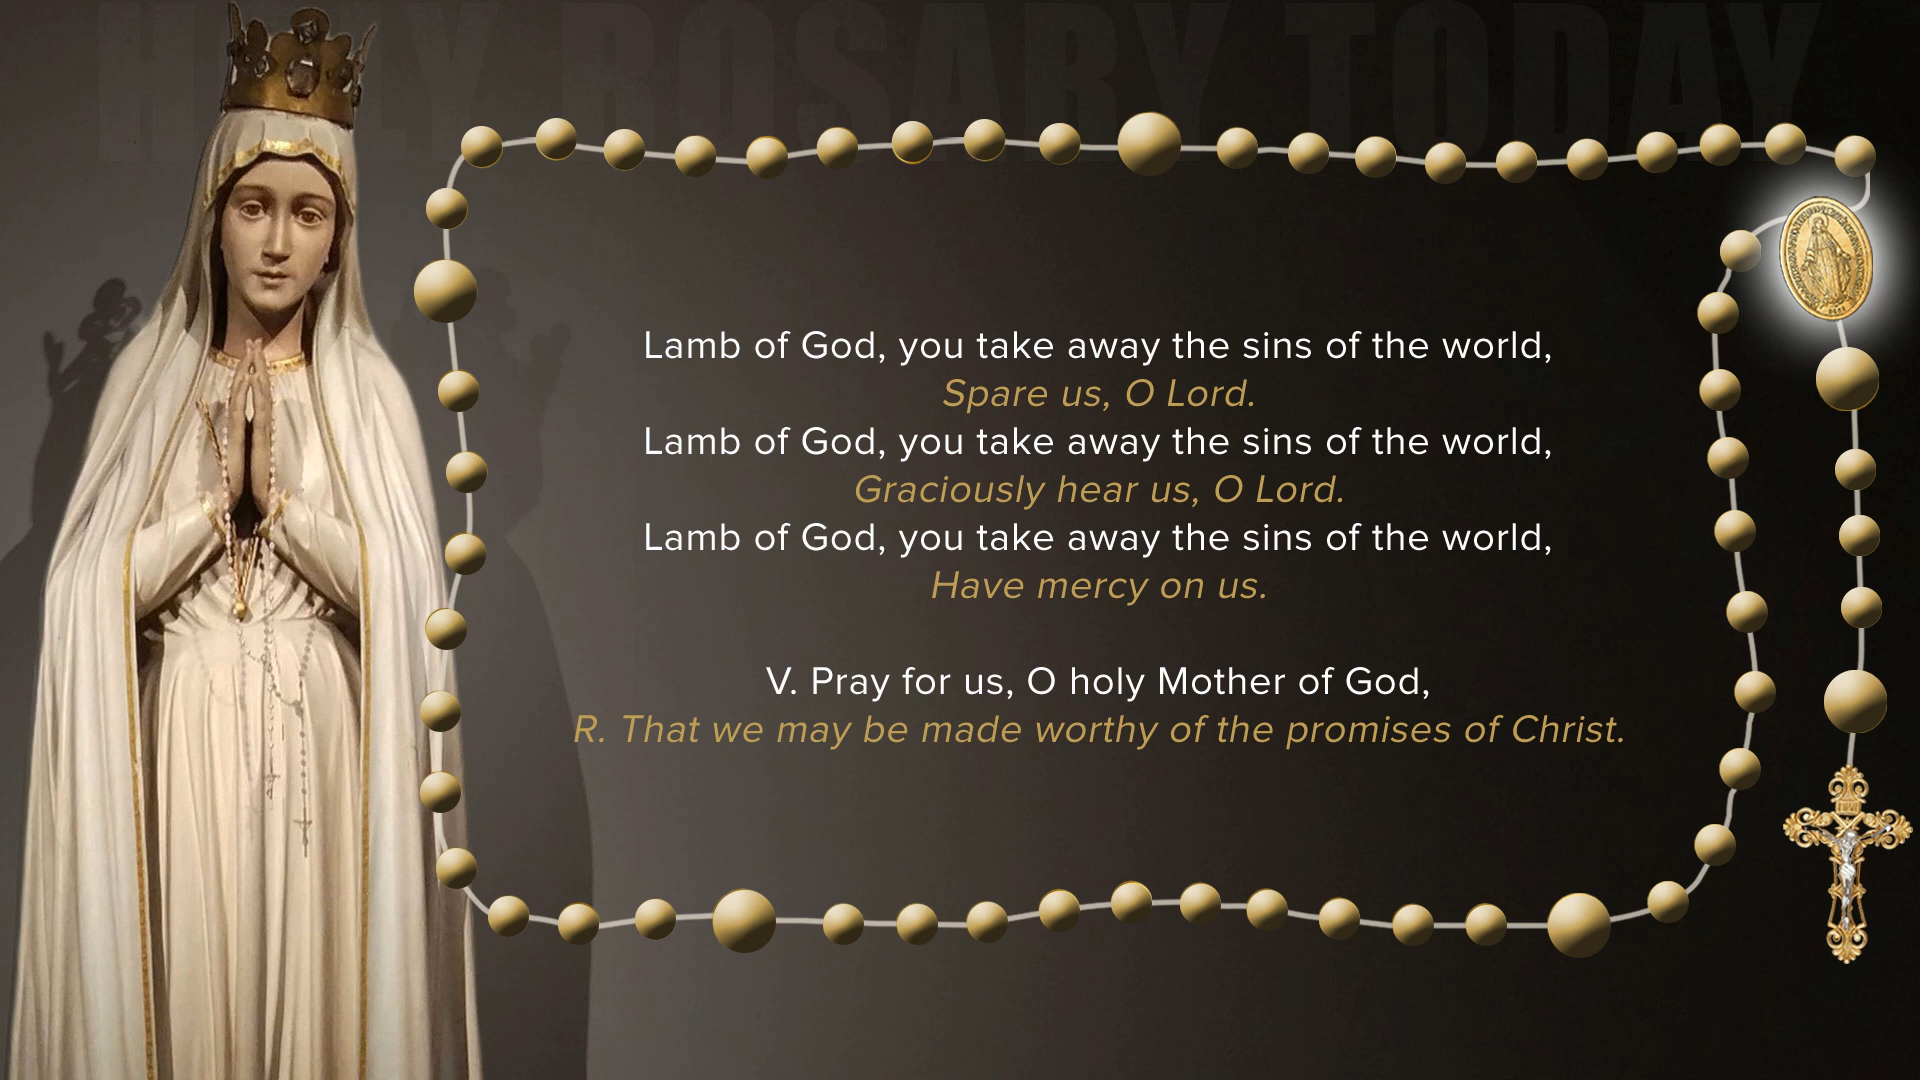 HOLY ROSARY TODAY
Lamb of God, you take away the sins of the world,
Spare us, O Lord.
Lamb of God, you take away the sins of the world,
Graciously hear us, O Lord.
Lamb of God, you take away the sins of the world,
Have mercy on us.
V. Pray for us, O holy Mother of God,
R. That we may be made worthy of the promises of Christ.